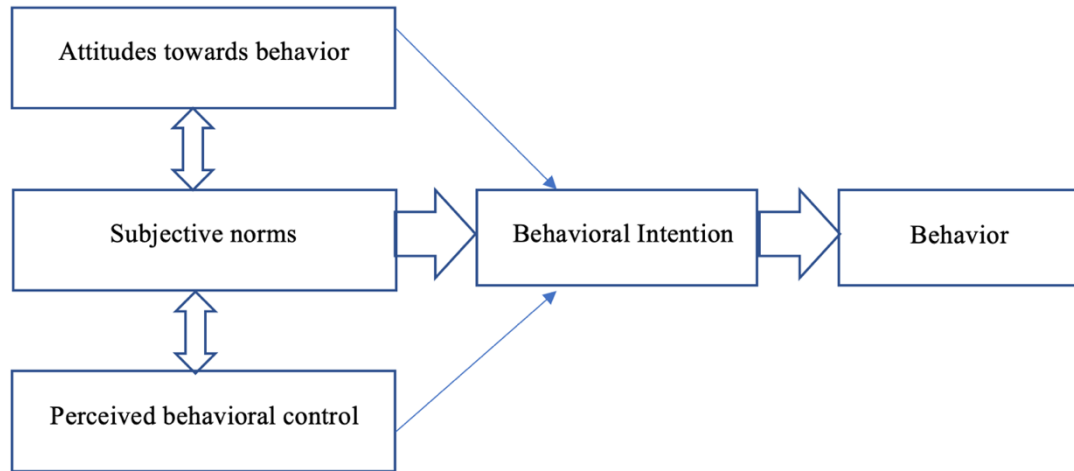 Attitudes towards behavior
Subjective norms
Behavioral Intention
Behavior
Perceived behavioral control